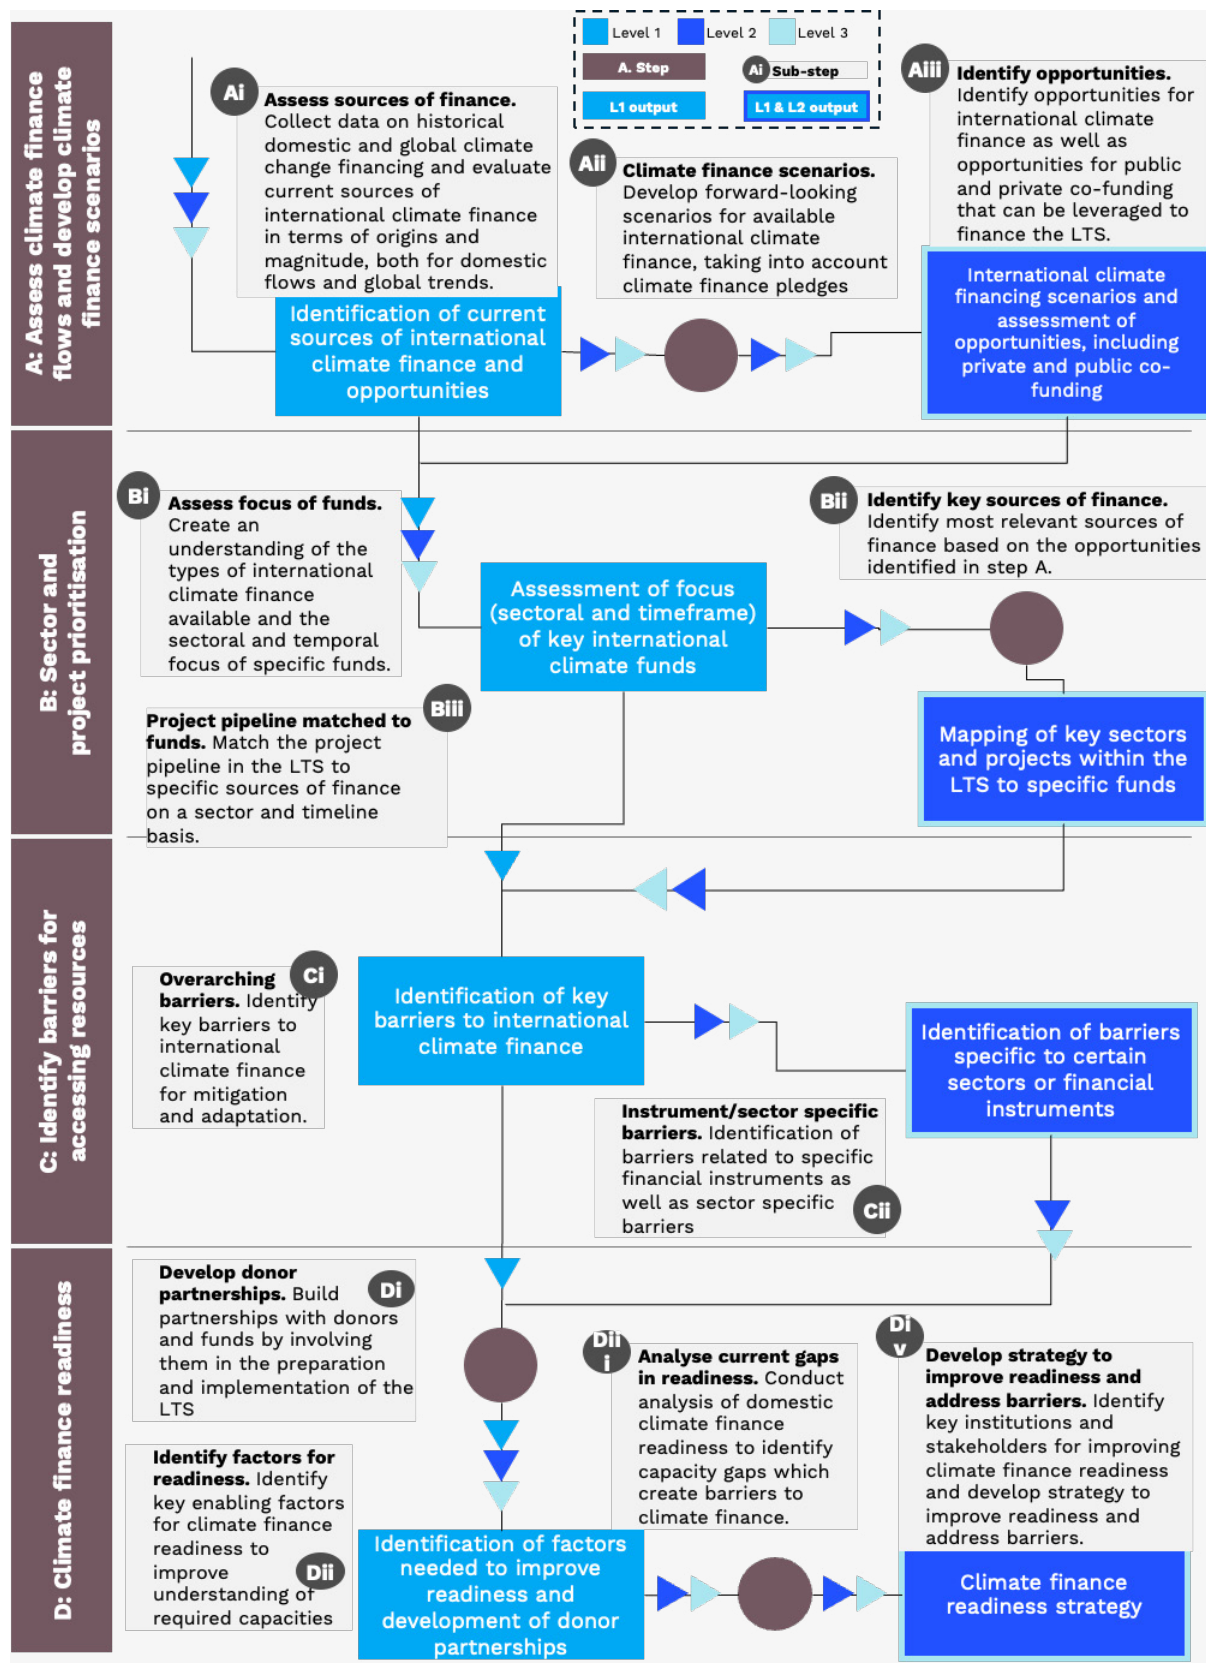 Level 1
Level 2
Level 3
A. Step
Ai
Sub-step
L1 output
L1 & L2 output
A: Assess climate finance
flows and develop climate
finance scenarios
Ai
Assess sources of finance.
Collect data on historical
domestic and global climate
change financing and evaluate
current sources of
international climate finance
in terms of origins and
magnitude, both for domestic
flows and global trends.
Aii
Climate finance scenarios.
Develop forward-looking
scenarios for available
international climate
finance, taking into account
climate finance pledges
Aiii
Identify opportunities.
Identify opportunities for
international climate
finance as well as
opportunities for public
and private co-funding
that can be leveraged to
finance the LTS.
Identification of current
sources of international
climate finance and
opportunities
International climate
financing scenarios and
assessment of
opportunities, including
private and public co-
funding
B: Sector and
project prioritisation
Bi
Assess focus of funds.
Create an
understanding of the
types of international
climate finance
available and the
sectoral and temporal
focus of specific funds.
Bii
Identify key sources of finance.
Identify most relevant sources of
finance based on the opportunities
identified in step A.
Assessment of focus
(sectoral and timeframe)
of key international
climate funds
Biii
Project pipeline matched to
funds. Match the project
pipeline in the LTS to
specific sources of finance
on a sector and timeline
basis.
Mapping of key sectors
and projects within the
LTS to specific funds
C: Identify barriers for
accessing resources
Ci
Overarching
barriers. Identify
key barriers to
international
climate finance
for mitigation
and adaptation.
Identification of key
barriers to international
climate finance
Identification of barriers
specific to certain
sectors or financial
instruments
Instrument/sector specific
barriers. Identification of
barriers related to specific
financial instruments as
well as sector specific
barriers
Cii
D: Climate finance readiness
Di
Develop donor
partnerships. Build
partnerships with donors
and funds by involving
them in the preparation
and implementation of the
LTS
Identify factors for
readiness. Identify
key enabling factors
for climate finance
readiness to
improve
understanding of
required capacities
Dii
Dii
i
Analyse current gaps
in readiness. Conduct
analysis of domestic
climate finance
readiness to identify
capacity gaps which
create barriers to
climate finance.
Di
v
Develop strategy to
improve readiness and
address barriers. Identify
key institutions and
stakeholders for improving
climate finance readiness
and develop strategy to
improve readiness and
address barriers.
Identification of factors
needed to improve
readiness and
development of donor
partnerships
Climate finance
readiness strategy